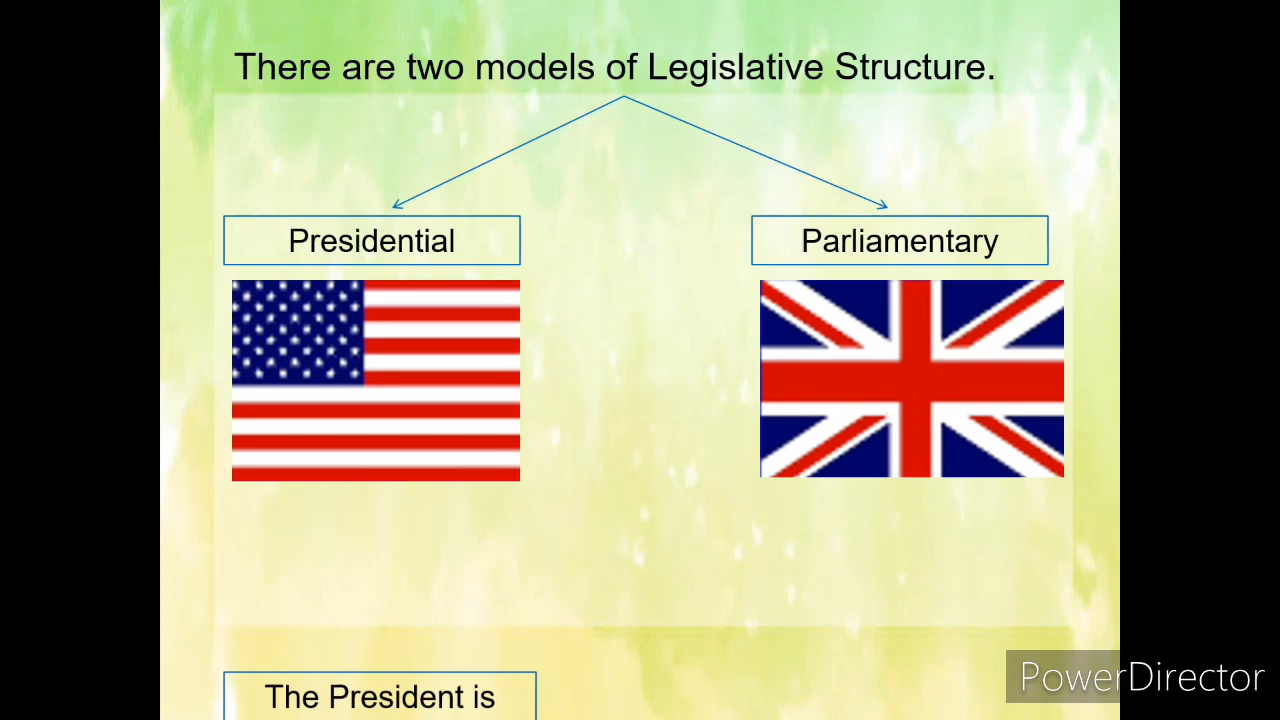 There are two models of Legislative Structure.
Presidential
Parliamentary
The President is
PowerDirector